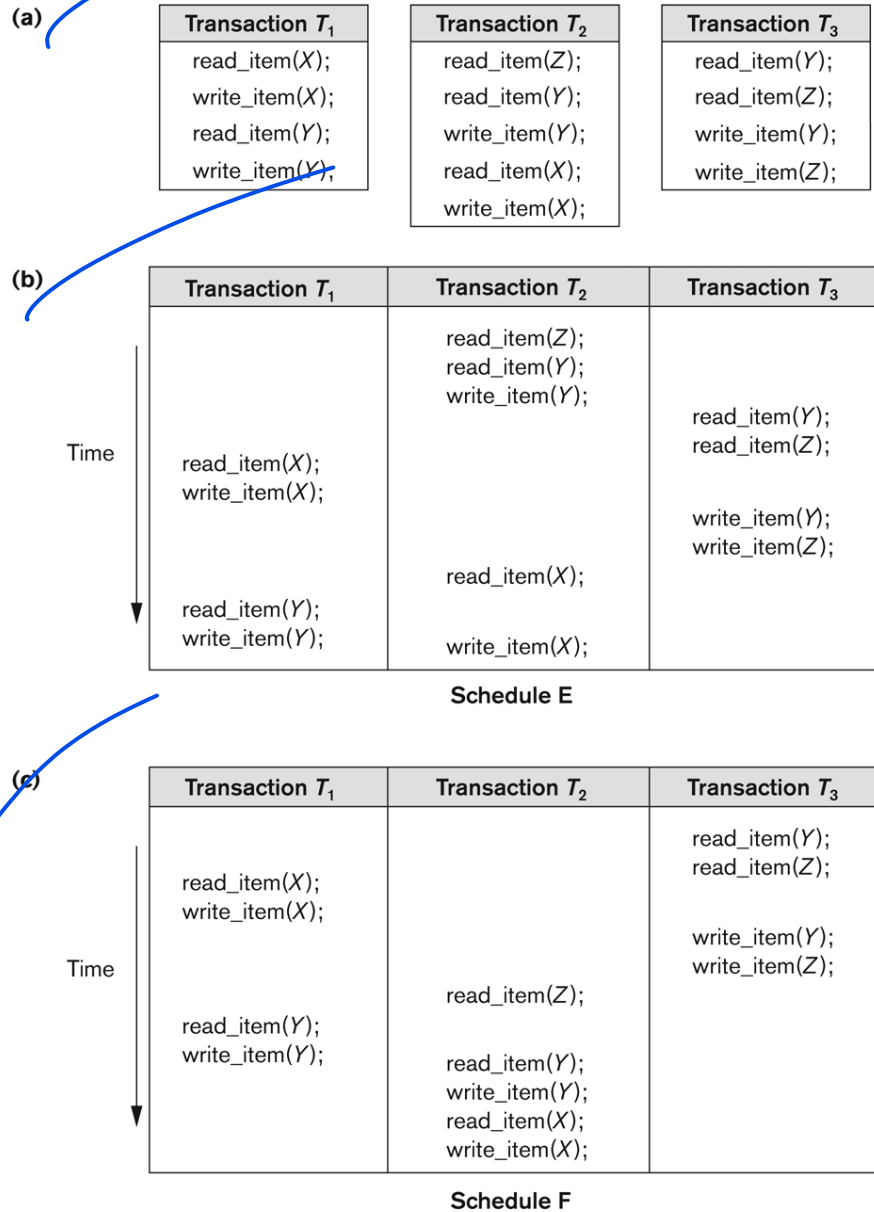 (a)
Transaction T₁ Transaction T₂ Transaction T₃
read_item(X); read_item(Z); read_item(Y);
write_item(X); read_item(Y); read_item(Z);
read_item(Y); write_item(Y); write_item(Y);
write_item(Y); read_item(X); write_item(Z);
write_item(X);
(b)
Transaction T₁ Transaction T₂ Transaction T₃
read_item(Z);
read_item(Y);
write_item(Y);
read_item(Y);
Time
read_item(Z);
read_item(X);
write_item(X);
write_item(Y);
write_item(Z);
read_item(X);
read_item(Y);
write_item(Y);
write_item(X);
Schedule E
(c)
Transaction T₁ Transaction T₂ Transaction T₃
read_item(Y);
read_item(Z);
read_item(X);
write_item(X);
write_item(Y);
Time
write_item(Z);
read_item(Z);
read_item(Y);
write_item(Y);
read_item(Y);
write_item(Y);
read_item(X);
write_item(X);
Schedule F